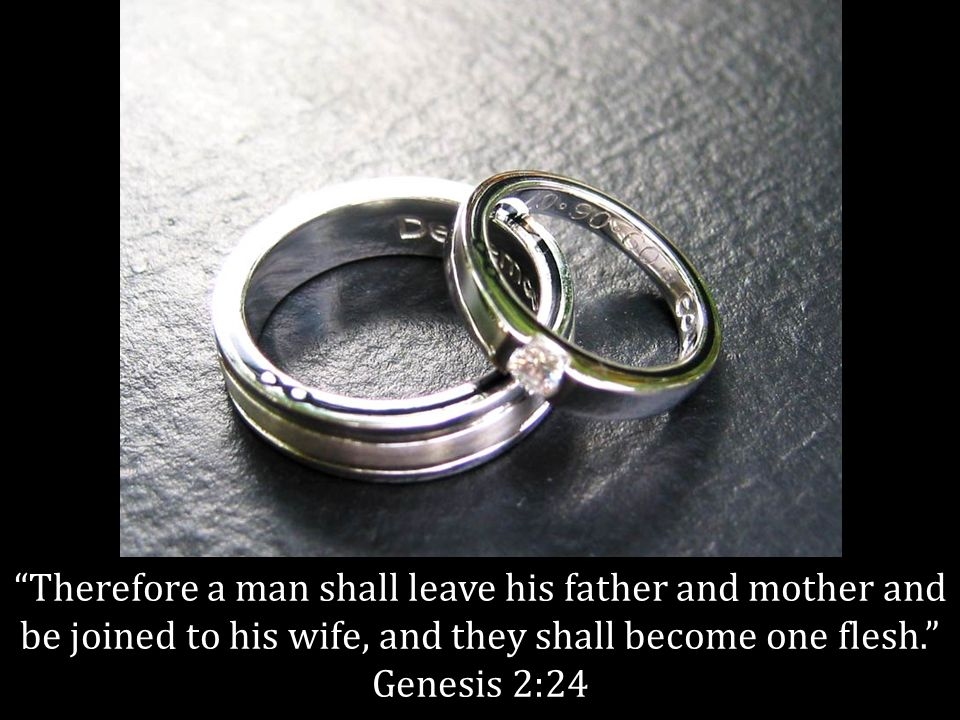 “Therefore a man shall leave his father and mother and
be joined to his wife, and they shall become one flesh.”
Genesis 2:24